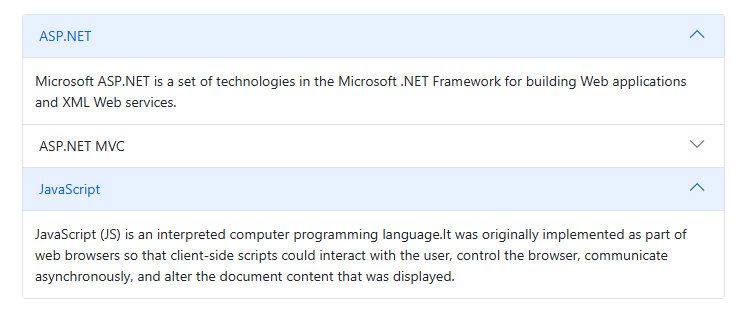 ASP.NET
Microsoft ASP.NET is a set of technologies in the Microsoft .NET Framework for building Web applications
and XML Web services.
ASP.NET MVC
JavaScript
JavaScript (JS) is an interpreted computer programming language.It was originally implemented as part of
web browsers so that client-side scripts could interact with the user, control the browser, communicate
asynchronously, and alter the document content that was displayed.